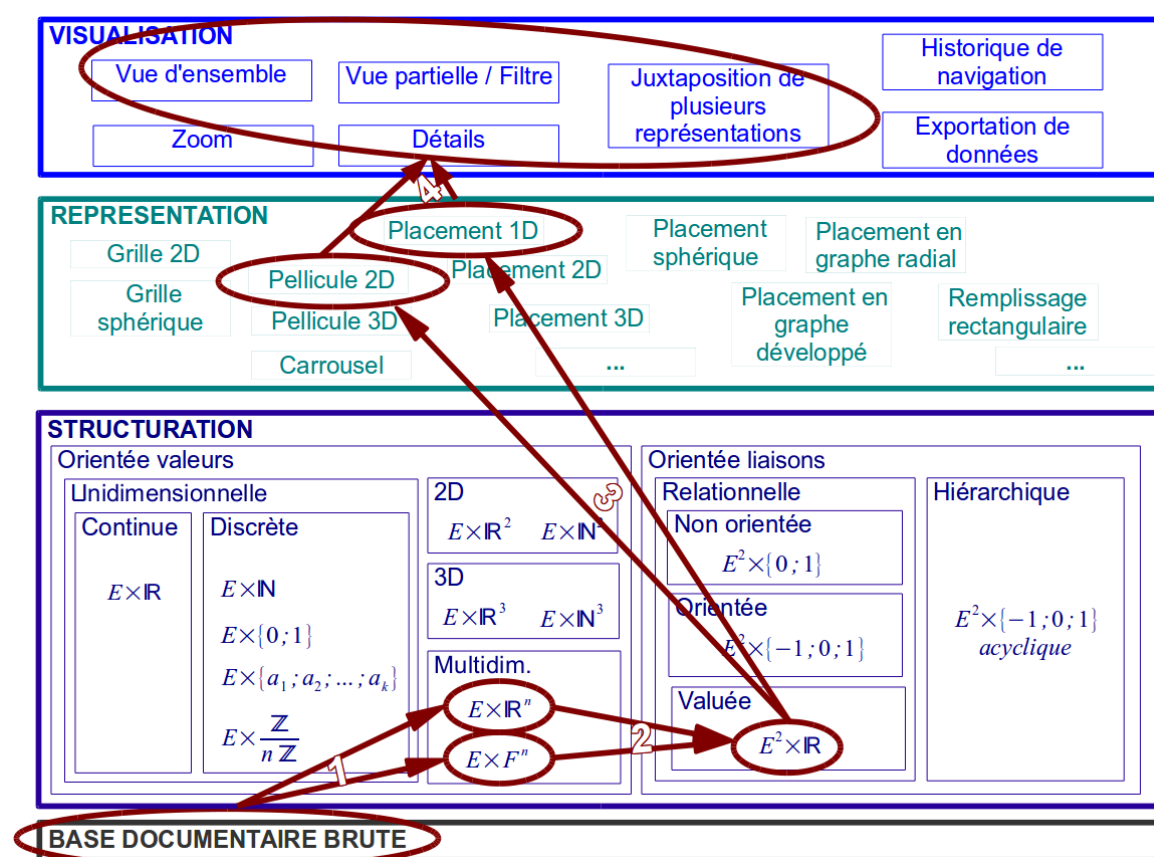 VISUALISATION
Vue d'ensemble
Vue partielle / Filtre
Juxtaposition de
plusieurs
représentations
Historique de
navigation
Zoom
Détails
Exportation de
données
4
REPRESENTATION
Grille 2D
Placement 1D
Placement
sphérique
Placement en
graphe radial
Pellicule 2D
Placement 2D
Grille
sphérique
Pellicule 3D
Placement 3D
Placement en
graphe
développé
Remplissage
rectangulaire
Carrousel
...
...
STRUCTURATION
Orientée valeurs
Unidimensionnelle
Continue
E×ℝ
Discrète
E×ℕ
E×{0;1}
E×{a₁;a₂;...;aₖ}
E×ℤ/nℤ
2D
E×ℝ² E×ℕ²
3D
E×ℝ³ E×ℕ³
Multidim.
E×ℝⁿ
E×Fⁿ
3
Orientée liaisons
Relationnelle
Non orientée
E²×{0;1}
Orientée
E²×{−1;0;1}
Valuée
E²×ℝ
Hiérarchique
E²×{−1;0;1}
acyclique
1
2
BASE DOCUMENTAIRE BRUTE